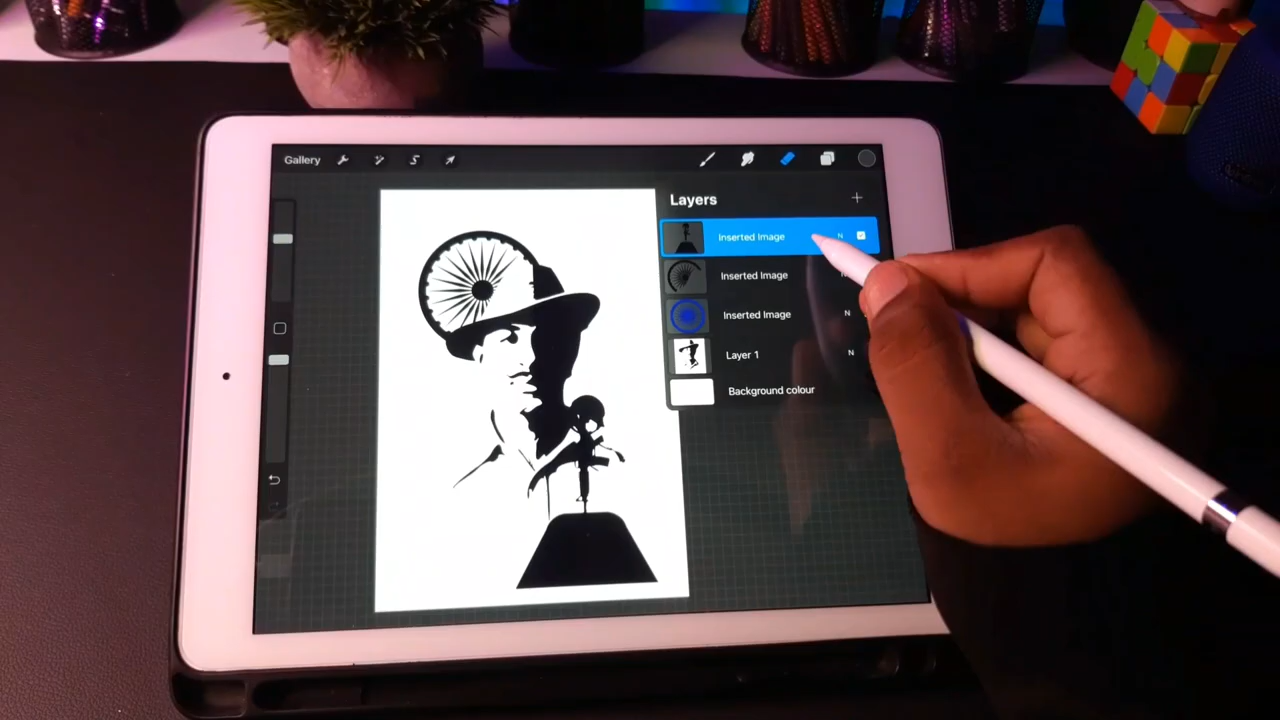 Gallery
Layers
Inserted Image N
Inserted Image N
Inserted Image N
Layer 1 N
Background colour